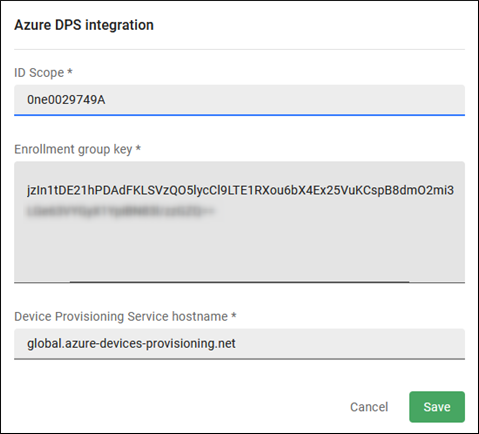 Azure DPS integration
ID Scope *
0ne0029749A
Enrollment group key *
jzIn1tDE21hPDAdFKLSVzQO5lycCl9LTE1RXou6bX4Ex25VuKCspB8dmO2mi3
Device Provisioning Service hostname *
global.azure-devices-provisioning.net
Cancel Save